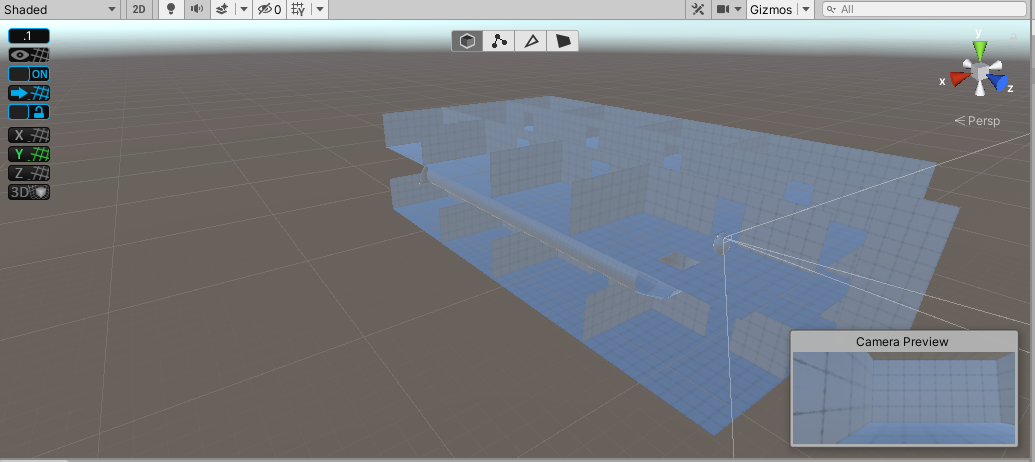 Shaded 2D 0 Gizmos All
.1
ON
X
Y
Z
3D
y
x
z
Persp
Camera Preview